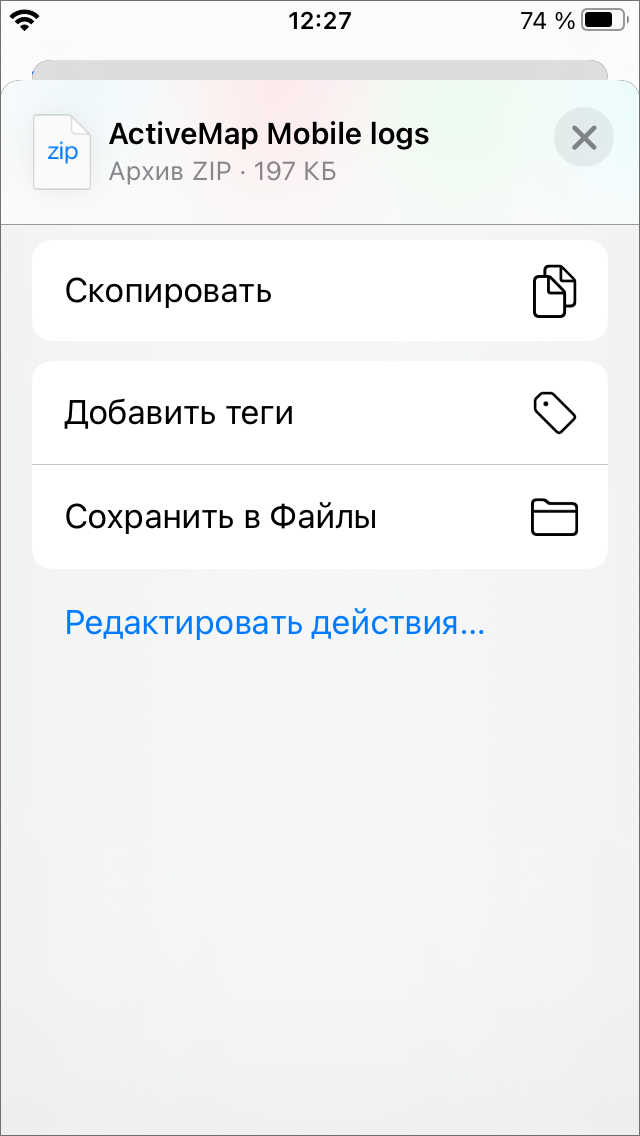 12:27
74 %
zip
ActiveMap Mobile logs
Архив ZIP · 197 КБ
Скопировать
Добавить теги
Сохранить в Файлы
Редактировать действия...